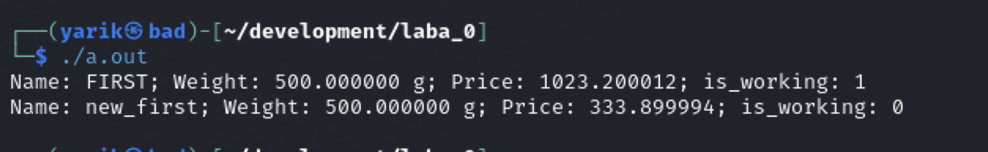 ┌──(yarik㉿bad)-[~/development/laba_0]
└─$ ./a.out
Name: FIRST; Weight: 500.000000 g; Price: 1023.200012; is_working: 1
Name: new_first; Weight: 500.000000 g; Price: 333.899994; is_working: 0